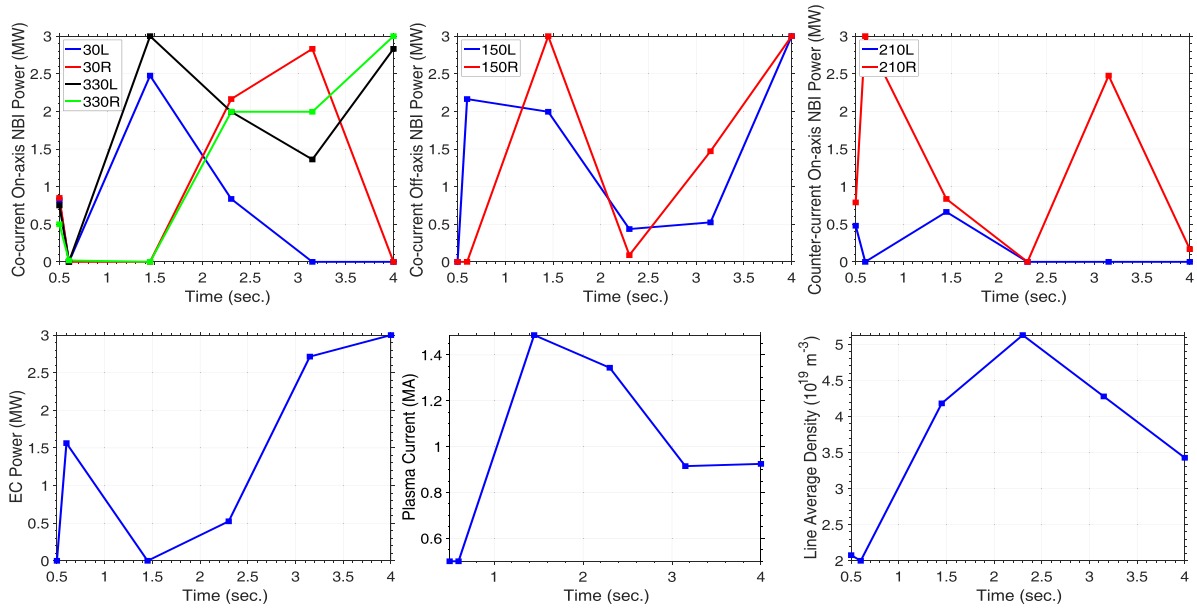 Co-current On-axis NBI Power (MW)
3
2.5
2
1.5
1
0.5
0
30L
30R
330L
330R
0.5 1 1.5 2 2.5 3 3.5 4
Time (sec.)
Co-current Off-axis NBI Power (MW)
3
2.5
2
1.5
1
0.5
0
150L
150R
0.5 1 1.5 2 2.5 3 3.5 4
Time (sec.)
Counter-current On-axis NBI Power (MW)
3
2.5
2
1.5
1
0.5
0
210L
210R
0.5 1 1.5 2 2.5 3 3.5 4
Time (sec.)
EC Power (MW)
3
2.5
2
1.5
1
0.5
0
0.5 1 1.5 2 2.5 3 3.5 4
Time (sec.)
Plasma Current (MA)
1.4
1.2
1
0.8
0.6
1 2 3 4
Time (sec.)
Line Average Density (10^19 m^-3)
5
4.5
4
3.5
3
2.5
2
0.5 1 1.5 2 2.5 3 3.5 4
Time (sec.)